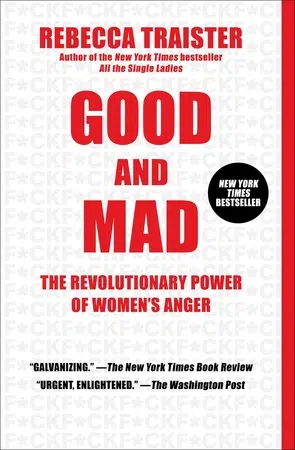 REBECCA TRAISTER
Author of the New York Times bestseller
All the Single Ladies
GOOD
AND
MAD
NEW YORK
TIMES
BESTSELLER
THE REVOLUTIONARY POWER
OF WOMEN'S ANGER
“GALVANIZING.” —The New York Times Book Review
“URGENT, ENLIGHTENED.” —The Washington Post